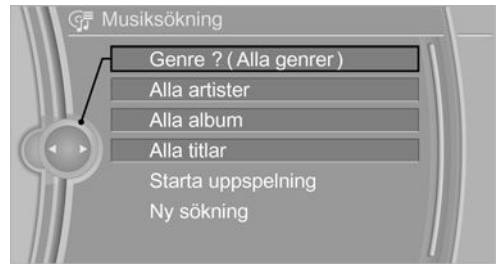 Musiksökning
Genre ? ( Alla genrer )
Alla artister
Alla album
Alla titlar
Starta uppspelning
Ny sökning